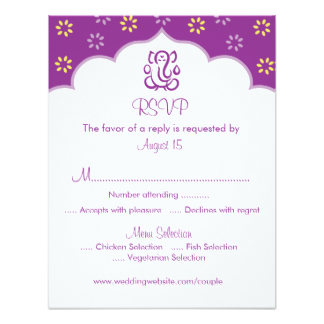 RSVP
The favor of a reply is requested by
August 15
M.................................
Number attending ...........
..... Accepts with pleasure ..... Declines with regret
Menu Selection
..... Chicken Selection ..... Fish Selection
..... Vegetarian Selection
www.weddingwebsite.com/couple